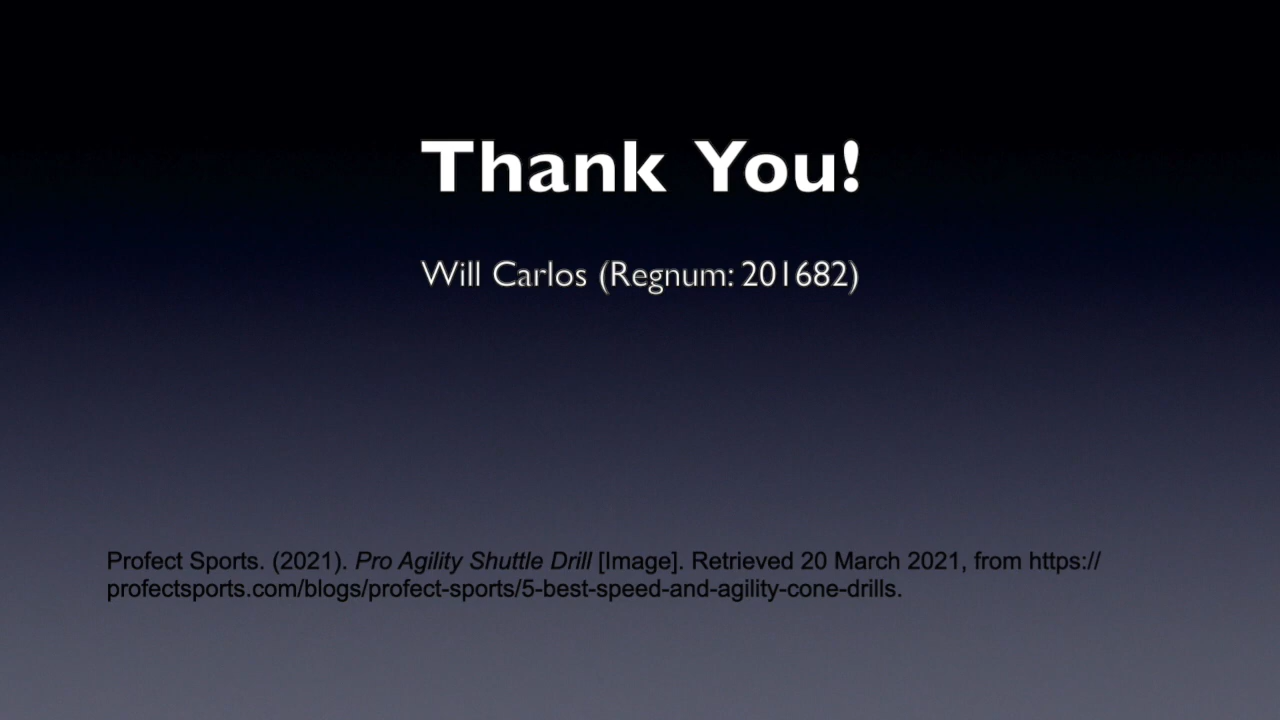 Thank You!
Will Carlos (Regnum: 201682)
Profect Sports. (2021). Pro Agility Shuttle Drill [Image]. Retrieved 20 March 2021, from https://
profectsports.com/blogs/profect-sports/5-best-speed-and-agility-cone-drills.